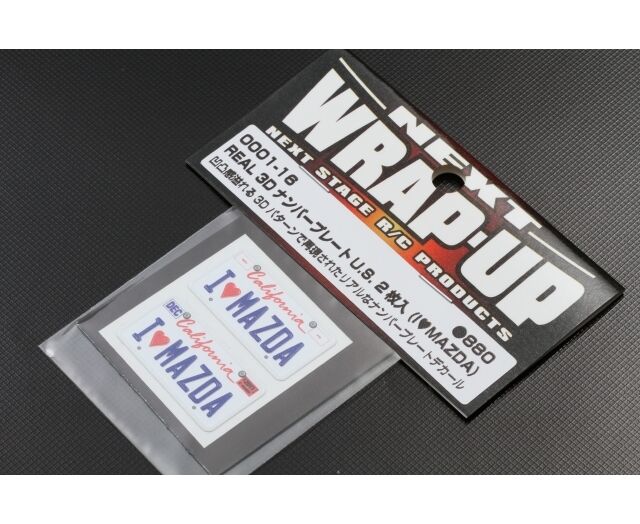 NEXT
WRAP-UP
NEXT STAGE R/C PRODUCTS
0001-16
●880
REAL 3Dナンバープレート U.S. 2枚入 (I♥MAZDA)
凹凸感溢れる3Dパターンで再現されたリアルなナンバープレートデカール
California
I♥MAZDA
DEC California
I♥MAZDA